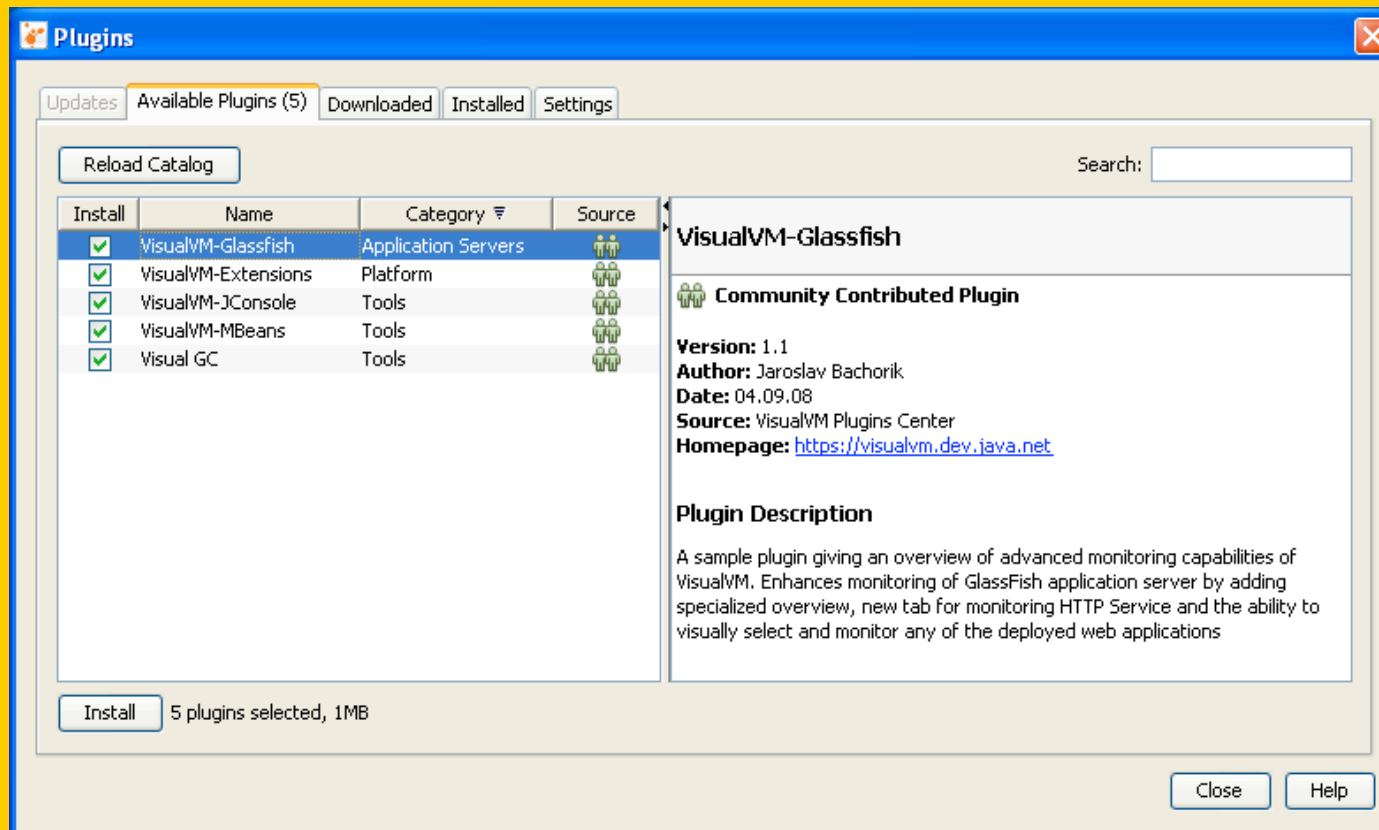 Plugins
Updates Available Plugins (5) Downloaded Installed Settings
Reload Catalog Search:
Install Name Category Source
VisualVM-Glassfish Application Servers
VisualVM-Extensions Platform
VisualVM-JConsole Tools
VisualVM-MBeans Tools
Visual GC Tools
VisualVM-Glassfish
Community Contributed Plugin
Version: 1.1
Author: Jaroslav Bachorik
Date: 04.09.08
Source: VisualVM Plugins Center
Homepage: https://visualvm.dev.java.net
Plugin Description
A sample plugin giving an overview of advanced monitoring capabilities of
VisualVM. Enhances monitoring of GlassFish application server by adding
specialized overview, new tab for monitoring HTTP Service and the ability to
visually select and monitor any of the deployed web applications
Install 5 plugins selected, 1MB
Close Help